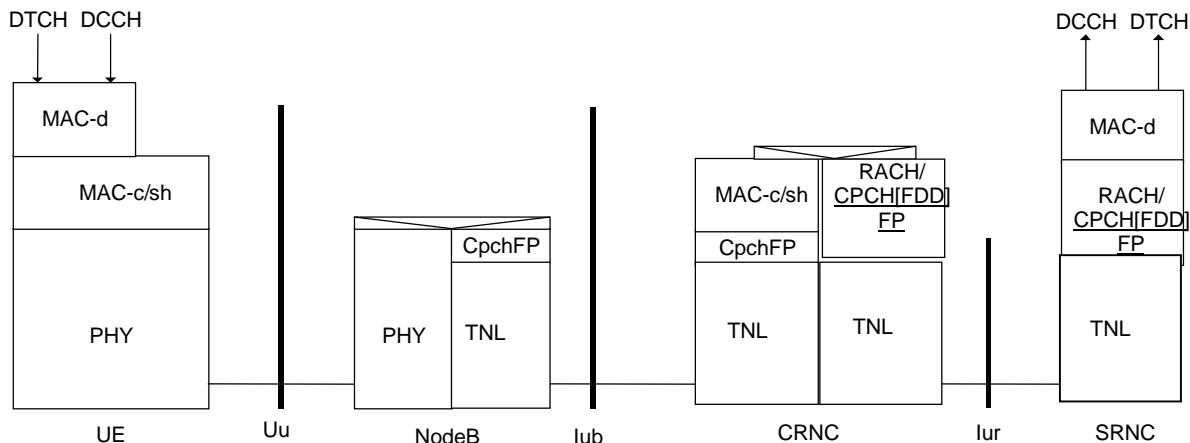 DTCH DCCH
DCCH DTCH
MAC-d
MAC-d
MAC-c/sh
MAC-c/sh
RACH/
CPCH[FDD]
FP
RACH/
CPCH[FDD]
FP
CpchFP
CpchFP
PHY
PHY
TNL
TNL
TNL
TNL
UE
Uu
NodeB
Iub
CRNC
Iur
SRNC